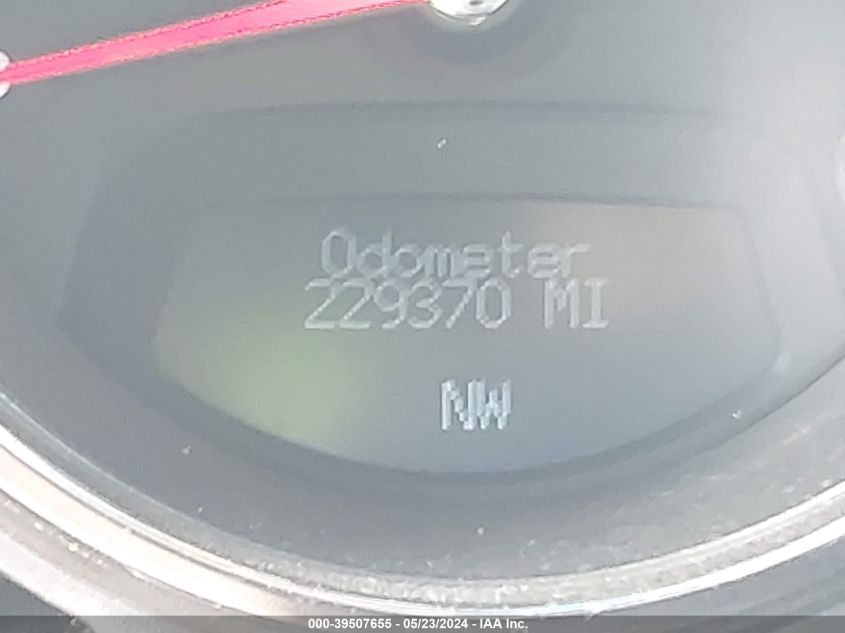 Odometer
229370 MI
NW
000-39507655 - 05/23/2024 - IAA Inc.